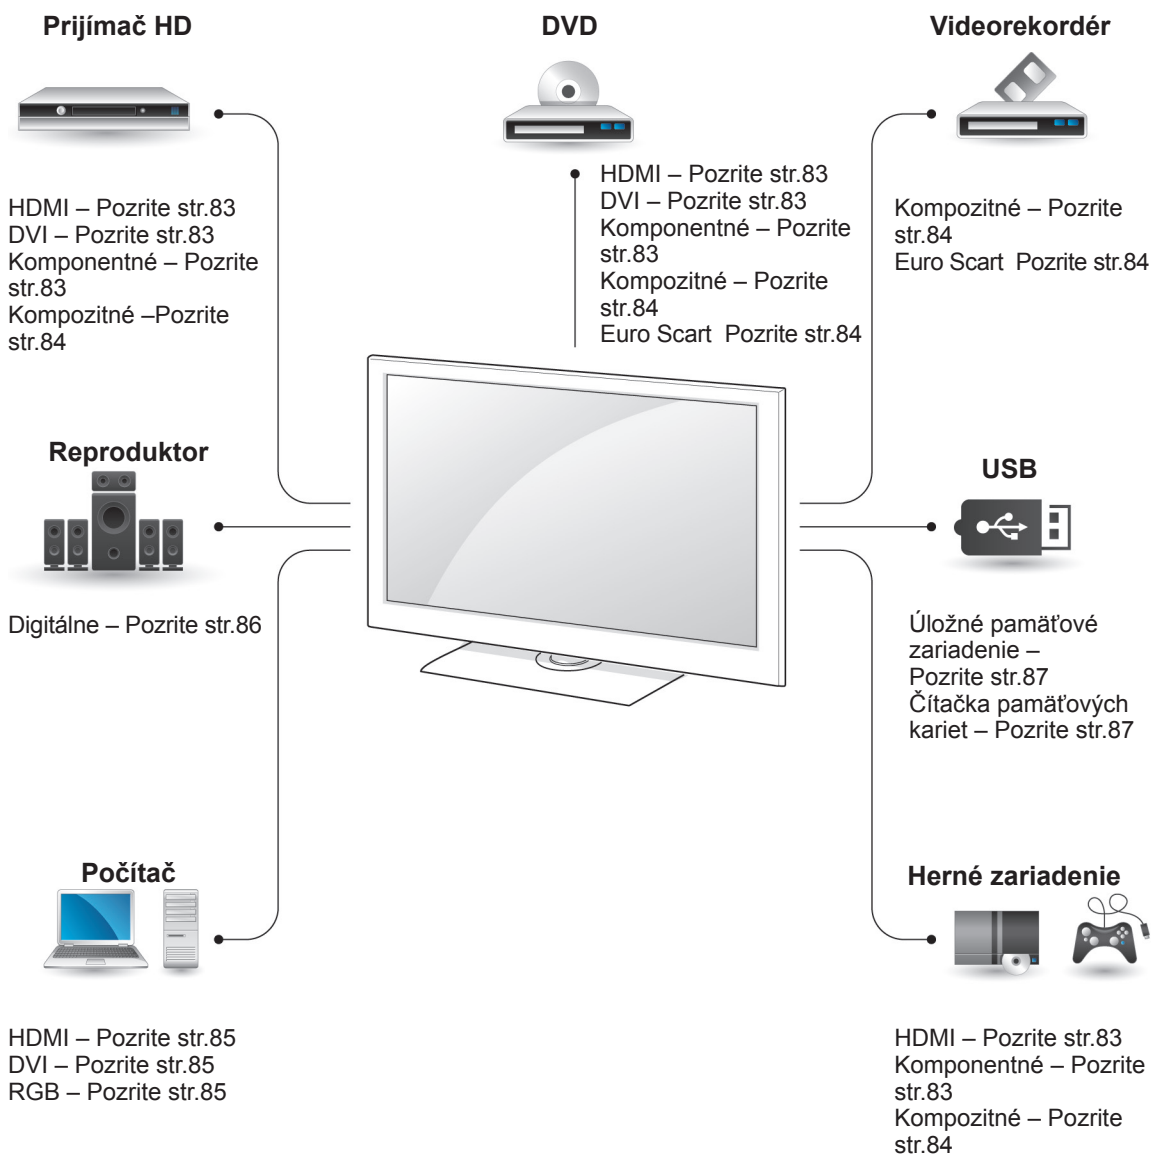 Prijímač HD
HDMI – Pozrite str.83
DVI – Pozrite str.83
Komponentné – Pozrite
str.83
Kompozitné –Pozrite
str.84
DVD
HDMI – Pozrite str.83
DVI – Pozrite str.83
Komponentné – Pozrite
str.83
Kompozitné – Pozrite
str.84
Euro Scart  Pozrite str.84
Videorekordér
Kompozitné – Pozrite
str.84
Euro Scart  Pozrite str.84
Reproduktor
Digitálne – Pozrite str.86
USB
Úložné pamäťové
zariadenie –
Pozrite str.87
Čítačka pamäťových
kariet – Pozrite str.87
Počítač
HDMI – Pozrite str.85
DVI – Pozrite str.85
RGB – Pozrite str.85
Herné zariadenie
HDMI – Pozrite str.83
Komponentné – Pozrite
str.83
Kompozitné – Pozrite
str.84